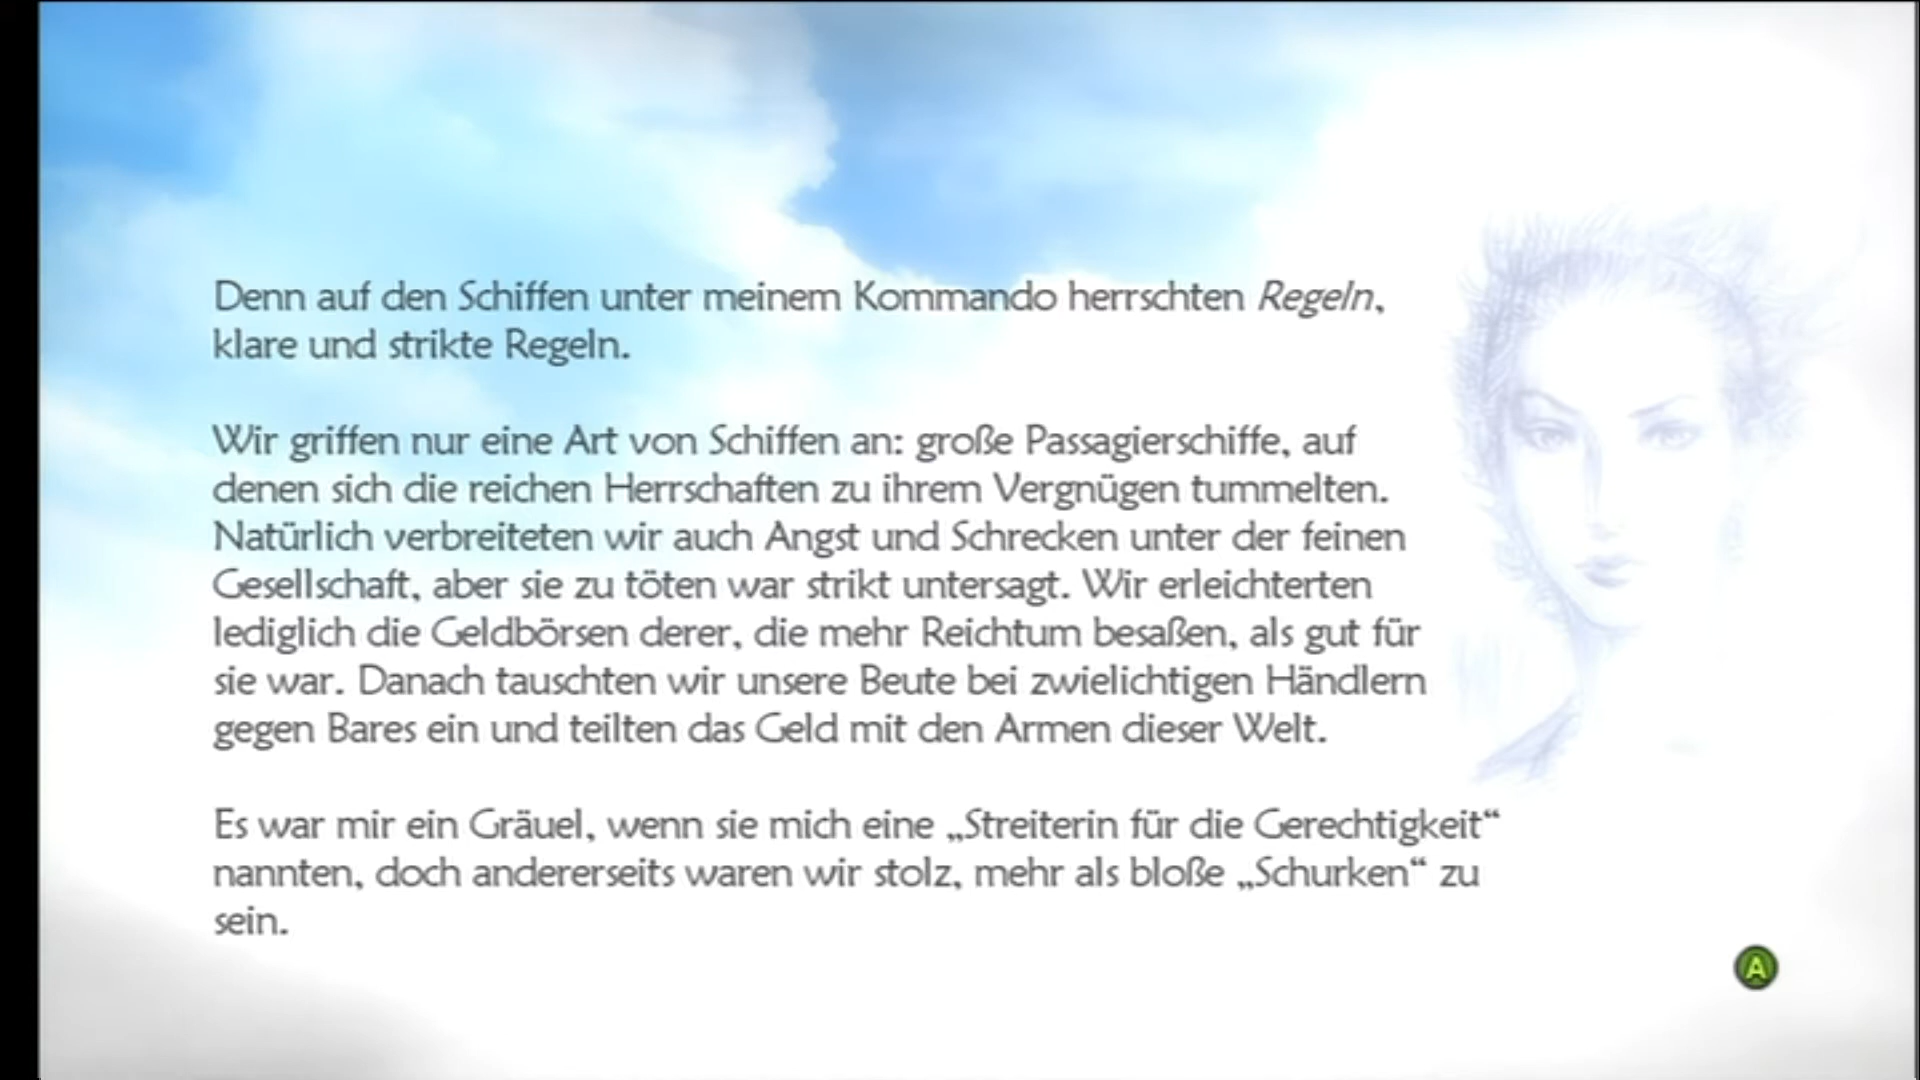 Denn auf den Schiffen unter meinem Kommando herrschten Regeln,
klare und strikte Regeln.
Wir griffen nur eine Art von Schiffen an: große Passagierschiffe, auf
denen sich die reichen Herrschaften zu ihrem Vergnügen tummelten.
Natürlich verbreiteten wir auch Angst und Schrecken unter der feinen
Gesellschaft, aber sie zu töten war strikt untersagt. Wir erleichterten
lediglich die Geldbörsen derer, die mehr Reichtum besaßen, als gut für
sie war. Danach tauschten wir unsere Beute bei zwielichtigen Händlern
gegen Bares ein und teilten das Geld mit den Armen dieser Welt.
Es war mir ein Gräuel, wenn sie mich eine „Streiterin für die Gerechtigkeit“
nannten, doch andererseits waren wir stolz, mehr als bloße „Schurken“ zu
sein.
A